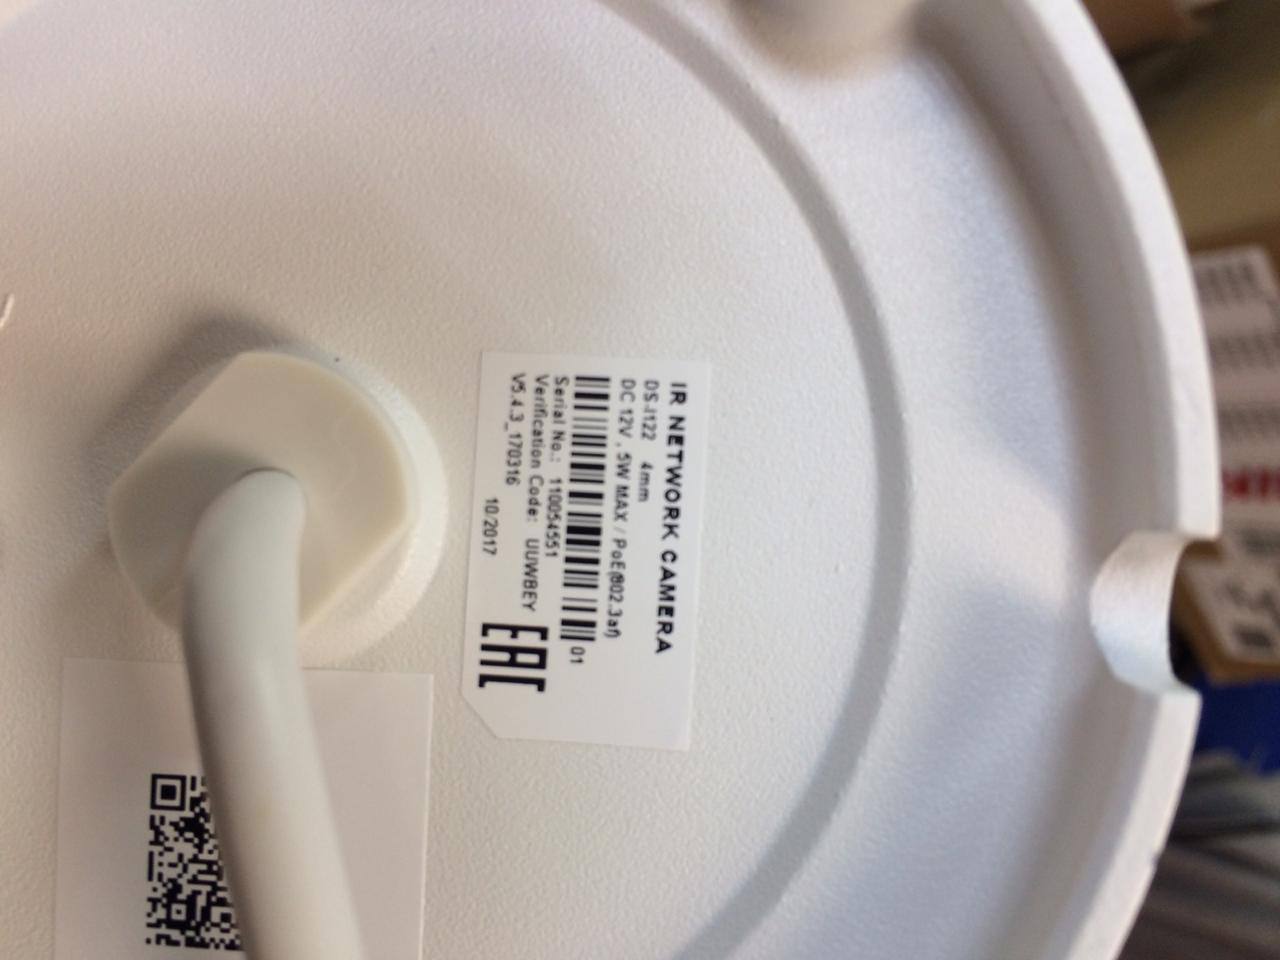 IR NETWORK CAMERA
DS-I122 4mm
DC 12V , 5W MAX / PoE(802.3af)
01
Serial No.: 110054551
Verification Code: UUWBEY
V5.4.3_170316 10/2017
EAC